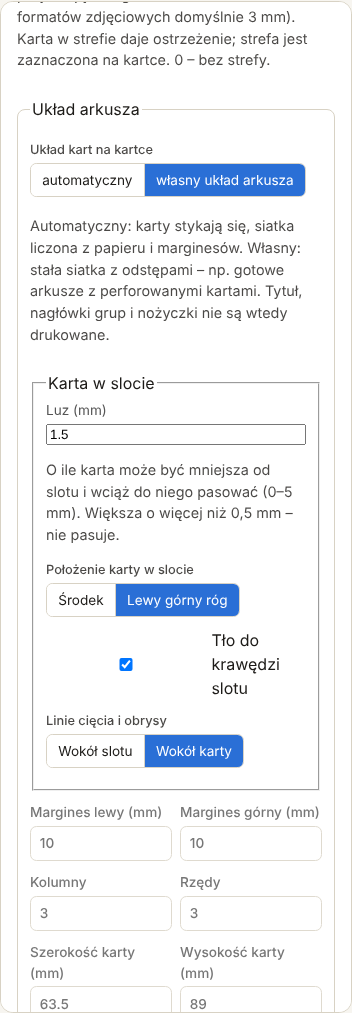 formatów zdjęciowych domyślnie 3 mm).
Karta w strefie daje ostrzeżenie; strefa jest
zaznaczona na kartce. 0 – bez strefy.
Układ arkusza
Układ kart na kartce
automatyczny
własny układ arkusza
Automatyczny: karty stykają się, siatka
liczona z papieru i marginesów. Własny:
stała siatka z odstępami – np. gotowe
arkusze z perforowanymi kartami. Tytuł,
nagłówki grup i nożyczki nie są wtedy
drukowane.
Karta w slocie
Luz (mm)
1.5
O ile karta może być mniejsza od
slotu i wciąż do niego pasować (0–5
mm). Większa o więcej niż 0,5 mm –
nie pasuje.
Położenie karty w slocie
Środek
Lewy górny róg
Tło do
krawędzi
slotu
Linie cięcia i obrysy
Wokół slotu
Wokół karty
Margines lewy (mm)
Margines górny (mm)
10
10
Kolumny
Rzędy
3
3
Szerokość karty
(mm)
Wysokość karty
(mm)
63.5
89